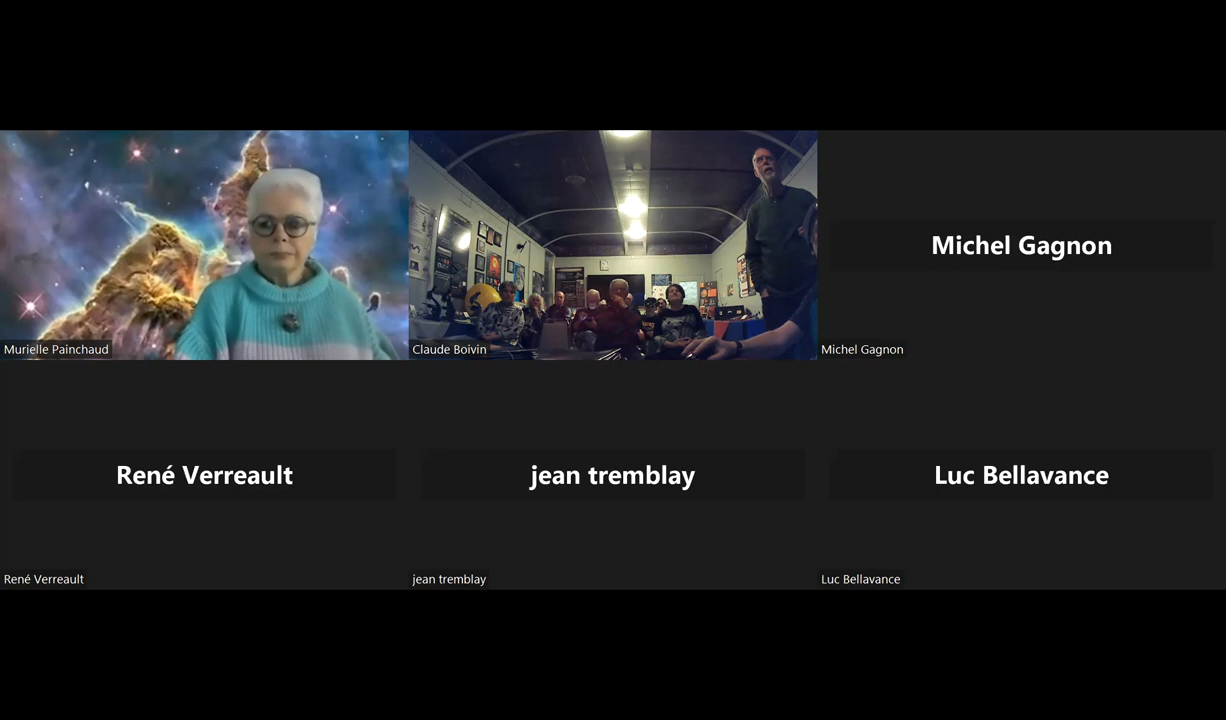 Murielle Painchaud
Claude Boivin
Michel Gagnon
Michel Gagnon
René Verreault
jean tremblay
Luc Bellavance
René Verreault
jean tremblay
Luc Bellavance